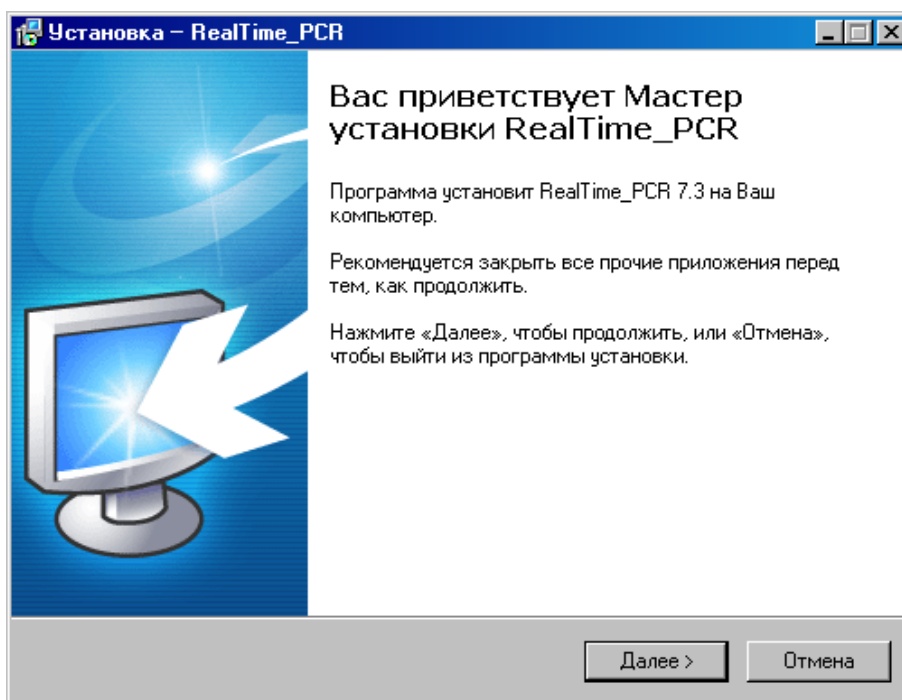 Установка – RealTime_PCR
Вас приветствует Мастер
установки RealTime_PCR
Программа установит RealTime_PCR 7.3 на Ваш
компьютер.
Рекомендуется закрыть все прочие приложения перед
тем, как продолжить.
Нажмите «Далее», чтобы продолжить, или «Отмена»,
чтобы выйти из программы установки.
Далее >
Отмена